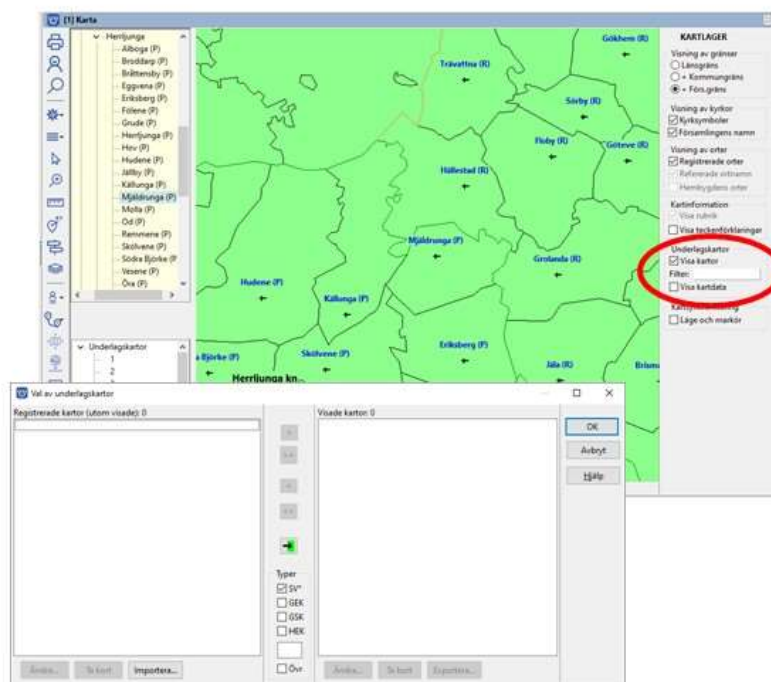 [1] Karta
Herrljunga
Alboga (P)
Broddarp (P)
Bråttensby (P)
Eggvena (P)
Eriksberg (P)
Fölene (P)
Grude (P)
Herrljunga (P)
Hov (P)
Hudene (P)
Jällby (P)
Källunga (P)
Mjäldrunga (P)
Molla (P)
Od (P)
Remmene (P)
Skölvene (P)
Södra Björke (P
Vesene (P)
Öra (P)
Underlagskartor
1
2
Gökhem (R)
Trävattna (R)
Sörby (R)
Floby (R)
Göteve (R)
Hällestad (R)
Mjäldrunga (P)
Grolanda (R)
Hudene (P)
Källunga (P)
a Björke (P)
Skölvene (P)
Eriksberg (P)
Jäla (R)
Brisma
Herrljunga kn
KARTLAGER
Visning av gränser
Länsgräns
+ Kommungräns
+ Förs.gräns
Visning av kyrkor
Kyrksymboler
Församlingens namn
Visning av orter
Registrerade orter
Refererade ortnamn
Hembygdens orter
Kartinformation
Visa rubrik
Visa teckenförklaringar
Underlagskartor
Visa kartor
Filter:
Visa kartdata
Läge och markör
Val av underlagskartor
Registrerade kartor (utom visade): 0
Visade kartor: 0
OK
Avbryt
Hjälp
>
>>
<
<<
Typer
SV*
GEK
GSK
HEK
Övr
Ändra...
Ta bort
Importera...
Ändra...
Ta bort
Exportera...